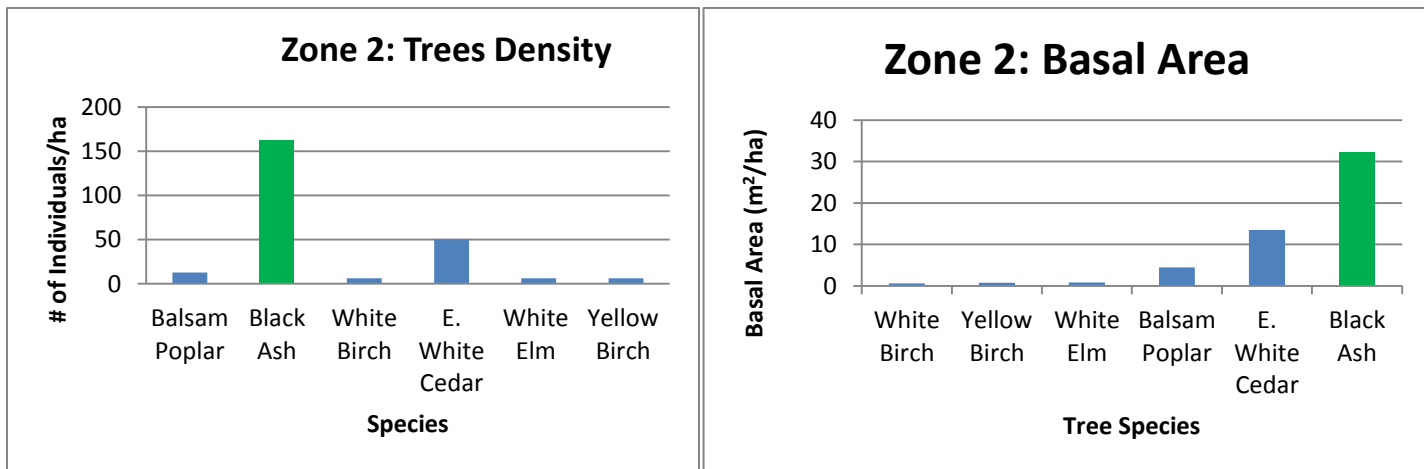 Zone 2: Trees Density
# of Individuals/ha
200
150
100
50
0
Balsam Poplar
Black Ash
White Birch
E. White Cedar
White Elm
Yellow Birch
Species
Zone 2: Basal Area
Basal Area (m²/ha)
40
30
20
10
0
White Birch
Yellow Birch
White Elm
Balsam Poplar
E. White Cedar
Black Ash
Tree Species